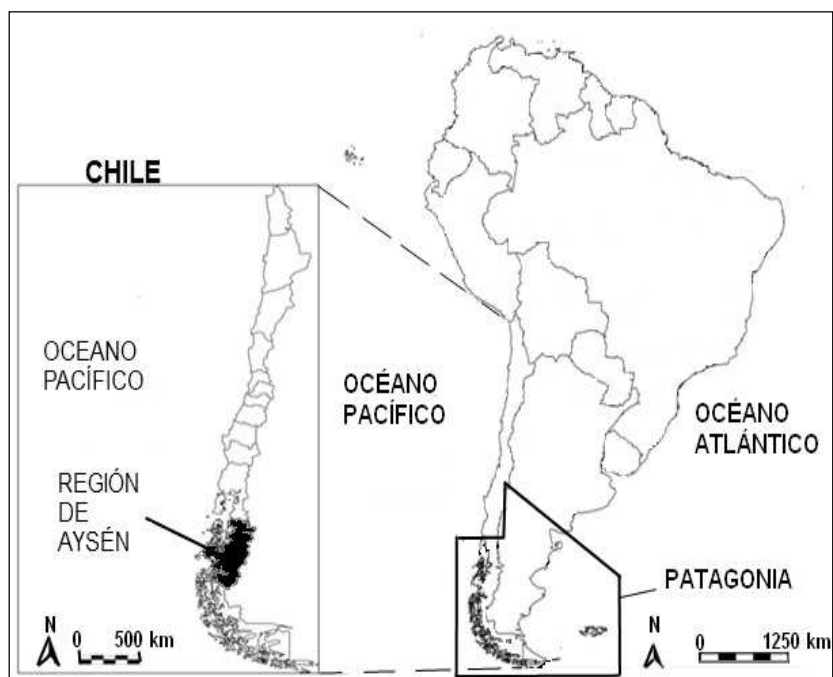 CHILE
OCEANO
PACÍFICO
REGIÓN
DE
AYSÉN
N
0 500 km
OCÉANO
PACÍFICO
OCÉANO
ATLÁNTICO
PATAGONIA
N
0 1250 km